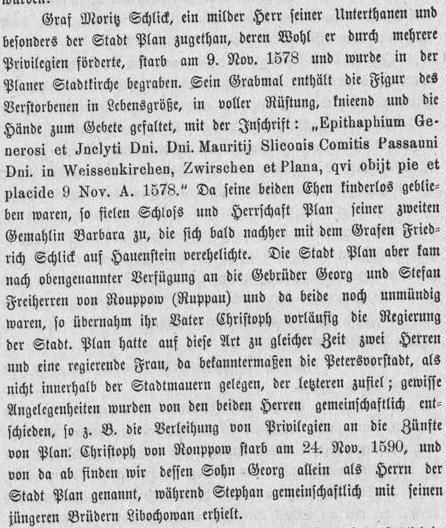 Graf Moritz Schlick, ein milder Herr seiner Unterthanen und
besonders der Stadt Plan zugethan, deren Wohl er durch mehrere
Privilegien förderte, starb am 9. Nov. 1578 und wurde in der
Planer Stadtkirche begraben. Sein Grabmal enthält die Figur des
Verstorbenen in Lebensgröße, in voller Rüstung, knieend und die
Hände zum Gebete gefaltet, mit der Inschrift: „Epithaphium Ge-
nerosi et Jnclyti Dni. Dni. Mauritij Sliconis Comitis Passauni
Dni. in Weissenkirchen, Zwirschen et Plana, qvi obijt pie et
placide 9 Nov. A. 1578.“ Da seine beiden Ehen kinderlos geblie-
ben waren, so fielen Schloss und Herrschaft Plan seiner zweiten
Gemahlin Barbara zu, die sich bald nachher mit dem Grafen Fried-
rich Schlick auf Hauenstein verehelichte. Die Stadt Plan aber kam
nach obengenannter Verfügung an die Gebrüder Georg und Stefan
Freiherren von Rouppow (Ruppau) und da beide noch unmündig
waren, so übernahm ihr Vater Christoph vorläufig die Regierung
der Stadt. Plan hatte auf diese Art zu gleicher Zeit zwei Herren
und eine regierende Frau, da bekanntermaßen die Petersvorstadt, als
nicht innerhalb der Stadtmauern gelegen, der letzteren zufiel; gewisse
Angelegenheiten wurden von den beiden Herren gemeinschaftlich ent-
schieden, so z. B. die Verleihung von Privilegien an die Zünfte
von Plan. Christoph von Rouppow starb am 24. Nov. 1590, und
von da ab finden wir dessen Sohn Georg allein als Herrn der
Stadt Plan genannt, während Stephan gemeinschaftlich mit seinen
jüngeren Brüdern Libochowan erhielt.